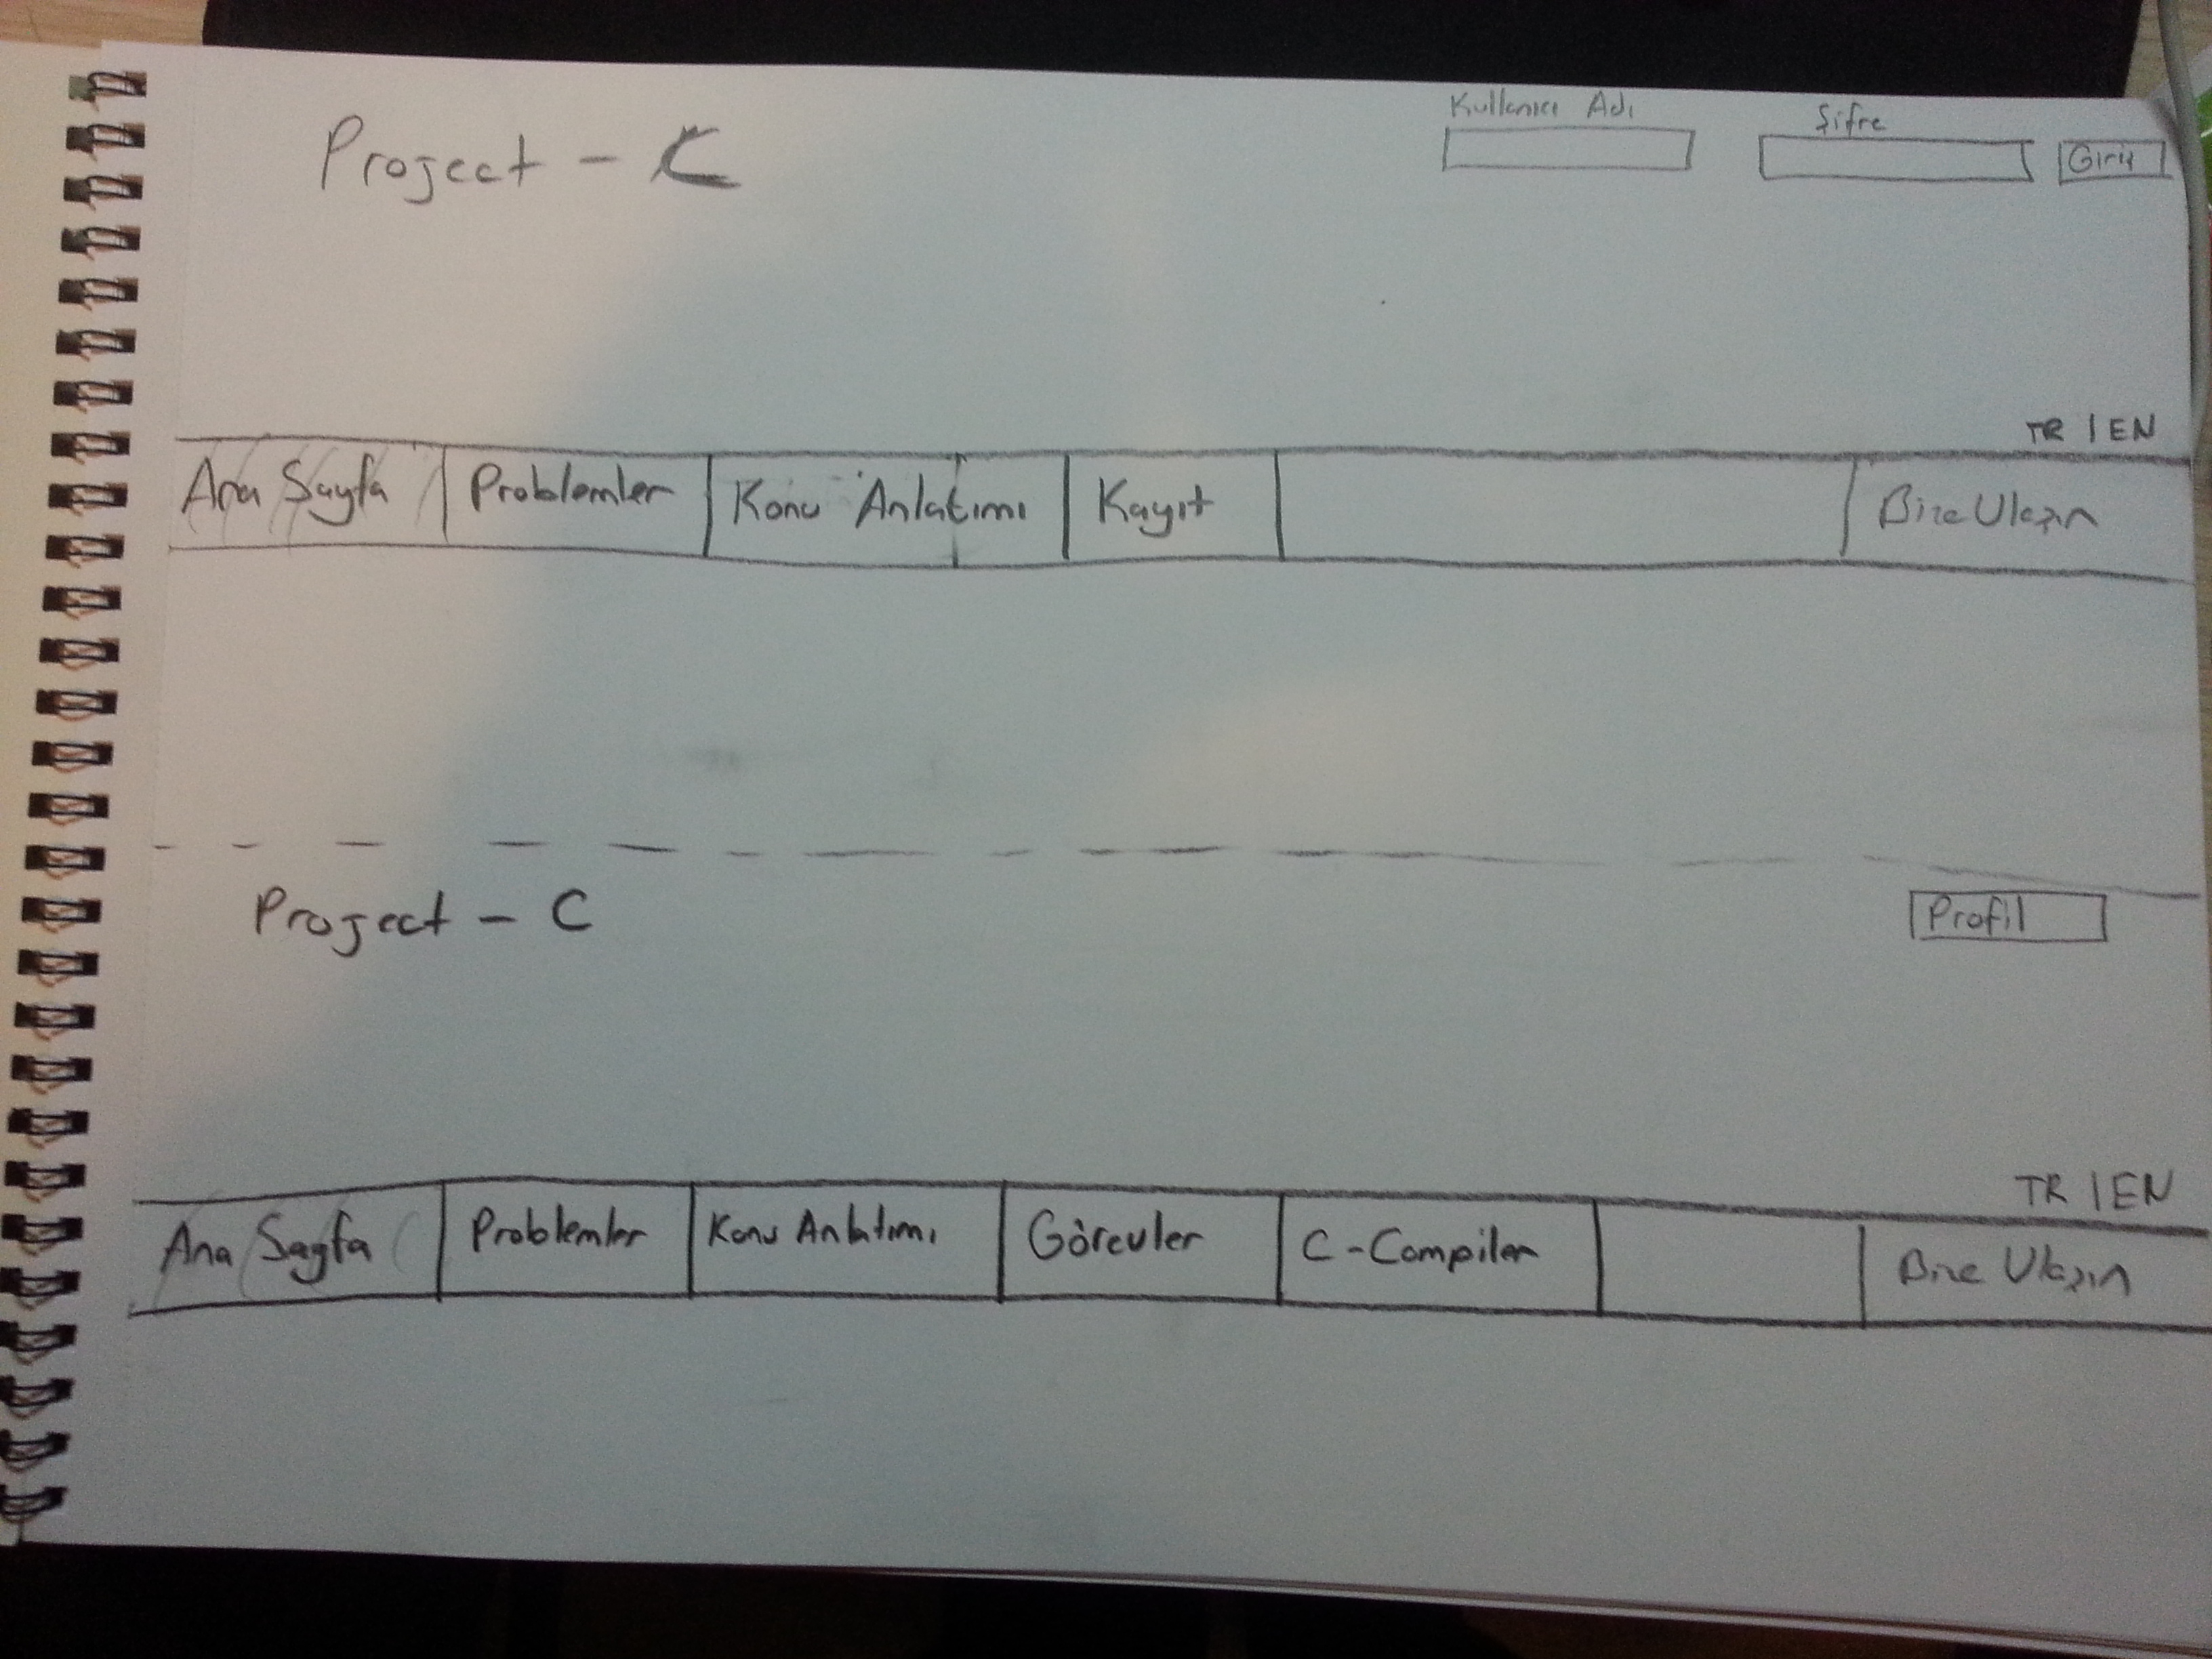 Project - C
Kullanıcı Adı
Şifre
Giriş
TR | EN
Ana Sayfa Problemler Konu Anlatımı Kayıt Bize Ulaşın
Project - C
Profil
TR | EN
Ana Sayfa Problemler Konu Anlatımı Görevler C-Compiler Bize Ulaşın